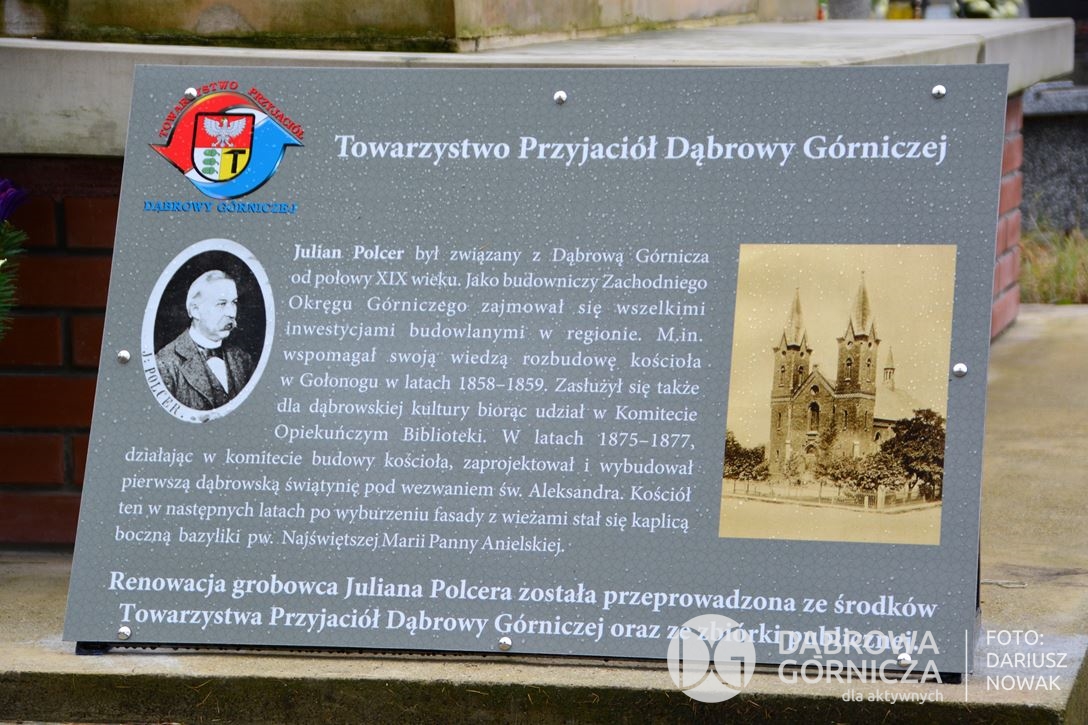 TOWARZYSTWO PRZYJACIÓŁ
DĄBROWY GÓRNICZEJ
T
Towarzystwo Przyjaciół Dąbrowy Górniczej
J. POLCER.
Julian Polcer był związany z Dąbrową Górnicza
od połowy XIX wieku. Jako budowniczy Zachodniego
Okręgu Górniczego zajmował się wszelkimi
inwestycjami budowlanymi w regionie. M.in.
wspomagał swoją wiedzą rozbudowę kościoła
w Gołonogu w latach 1858–1859. Zasłużył się także
dla dąbrowskiej kultury biorąc udział w Komitecie
Opiekuńczym Biblioteki. W latach 1875–1877,
działając w komitecie budowy kościoła, zaprojektował i wybudował
pierwszą dąbrowską świątynię pod wezwaniem św. Aleksandra. Kościół
ten w następnych latach po wyburzeniu fasady z wieżami stał się kaplicą
boczną bazyliki pw. Najświętszej Marii Panny Anielskiej.
Renowacja grobowca Juliana Polcera została przeprowadzona ze środków
Towarzystwa Przyjaciół Dąbrowy Górniczej oraz ze zbiórki publicznej.
DG
DĄBROWA
GÓRNICZA
dla aktywnych
FOTO:
DARIUSZ
NOWAK